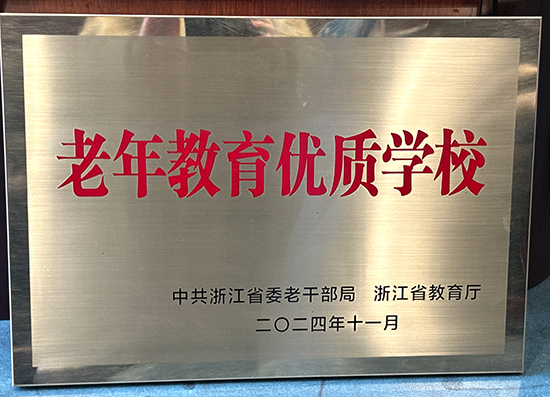 老年教育优质学校
中共浙江省委老干部局 浙江省教育厅
二〇二四年十一月